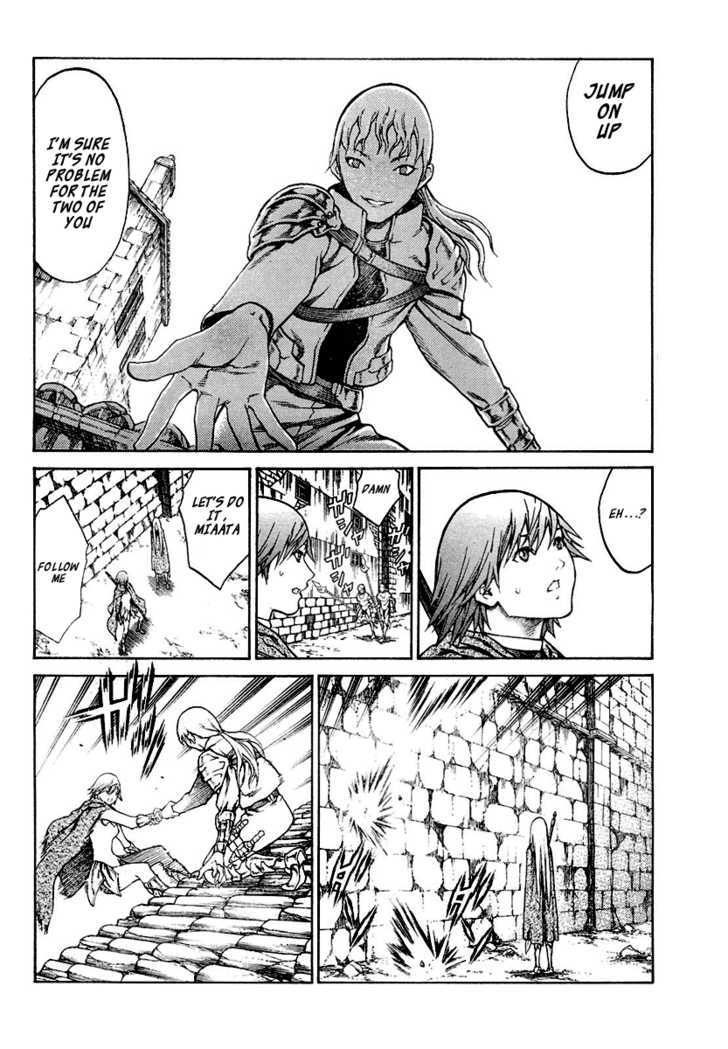 JUMP
ON
UP
I'M SURE
IT'S NO
PROBLEM
FOR THE
TWO OF
YOU
EH...?
DAMN
LET'S DO
IT,
MIAATA
FOLLOW
ME